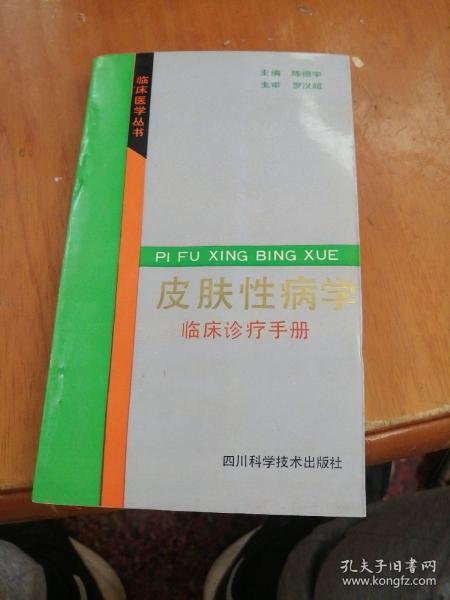 临床医学丛书
主编 陈德宇
主审 罗汉超
PI FU XING BING XUE
皮肤性病学
临床诊疗手册
四川科学技术出版社
孔夫子旧书网
www.kongfz.com